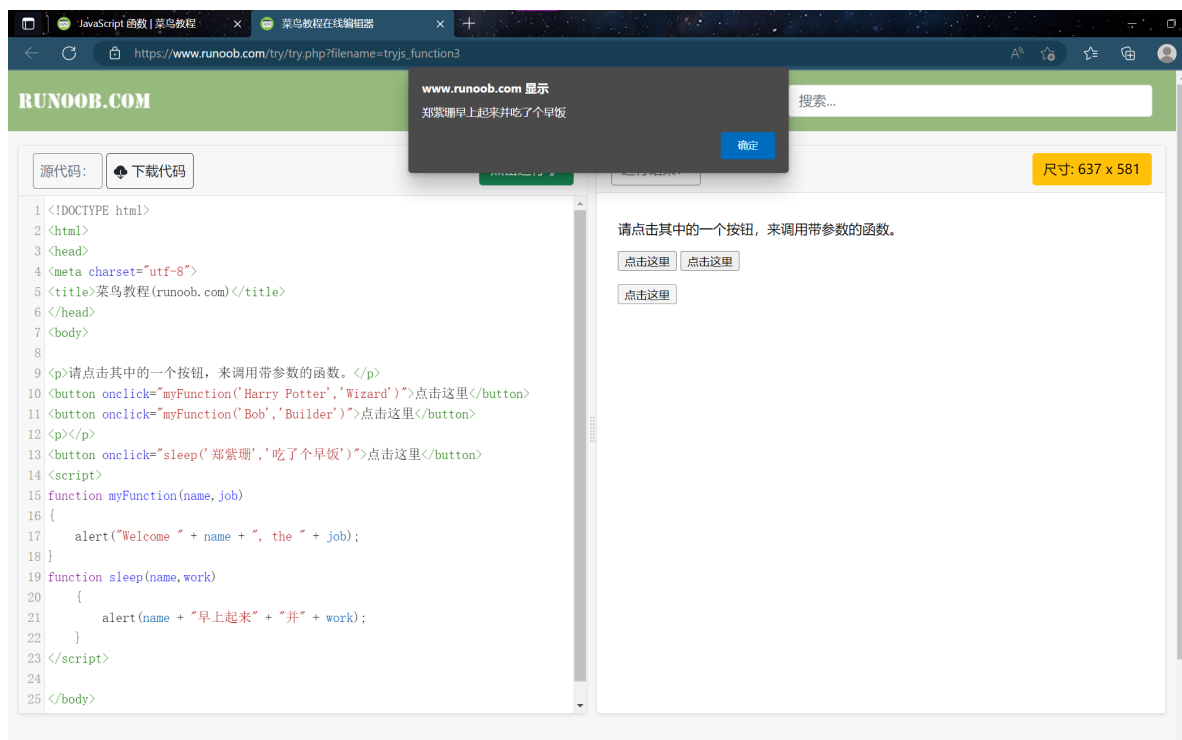 JavaScript 函数 | 菜鸟教程
菜鸟教程在线编辑器
https://www.runoob.com/try/try.php?filename=tryjs_function3
RUNOOB.COM
www.runoob.com 显示
郑紫珊早上起来并吃了个早饭
确定
搜索...
源代码：
下载代码
尺寸: 637 x 581
1 <!DOCTYPE html>
2 <html>
3 <head>
4 <meta charset="utf-8">
5 <title>菜鸟教程(runoob.com)</title>
6 </head>
7 <body>
8
9 <p>请点击其中的一个按钮，来调用带参数的函数。</p>
10 <button onclick="myFunction('Harry Potter','Wizard')">点击这里</button>
11 <button onclick="myFunction('Bob','Builder')">点击这里</button>
12 <p></p>
13 <button onclick="sleep('郑紫珊','吃了个早饭')">点击这里</button>
14 <script>
15 function myFunction(name,job)
16 {
17     alert("Welcome " + name + ", the " + job);
18 }
19 function sleep(name,work)
20     {
21         alert(name + "早上起来" + "并" + work);
22     }
23 </script>
24
25 </body>
请点击其中的一个按钮，来调用带参数的函数。
点击这里 点击这里
点击这里